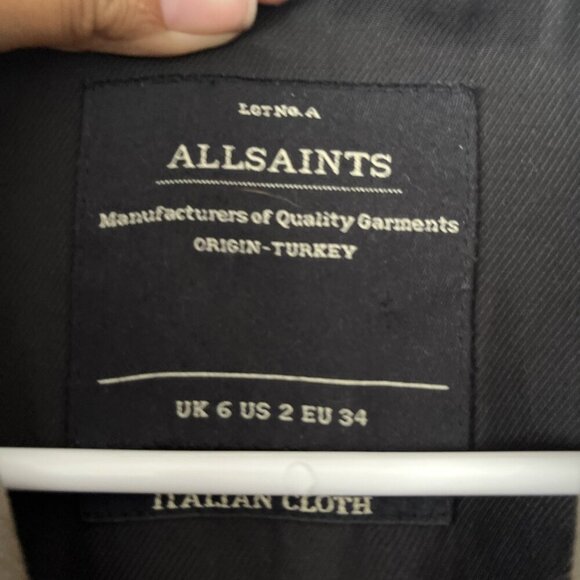 LOT NO. A
ALLSAINTS
Manufacturers of Quality Garments
ORIGIN-TURKEY
UK 6 US 2 EU 34
ITALIAN CLOTH